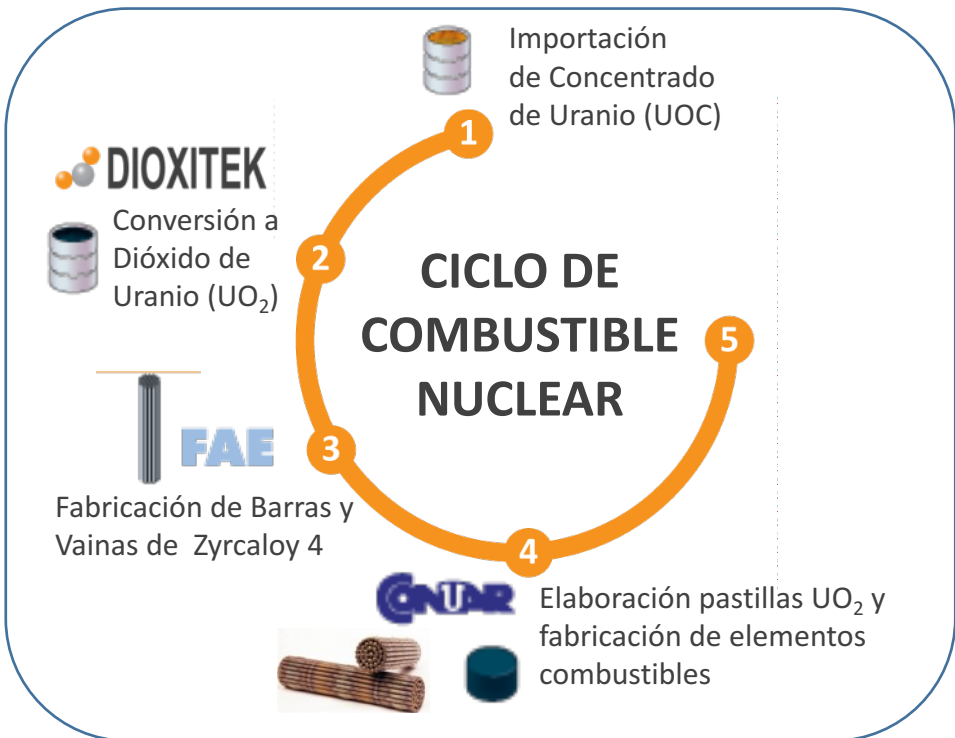 Importación
de Concentrado
de Uranio (UOC)
1
DIOXITEK
Conversión a
Dióxido de
Uranio (UO₂)
2
CICLO DE
COMBUSTIBLE
NUCLEAR
5
FAE
3
Fabricación de Barras y
Vainas de Zyrcaloy 4
4
CONUAR
Elaboración pastillas UO₂ y
fabricación de elementos
combustibles